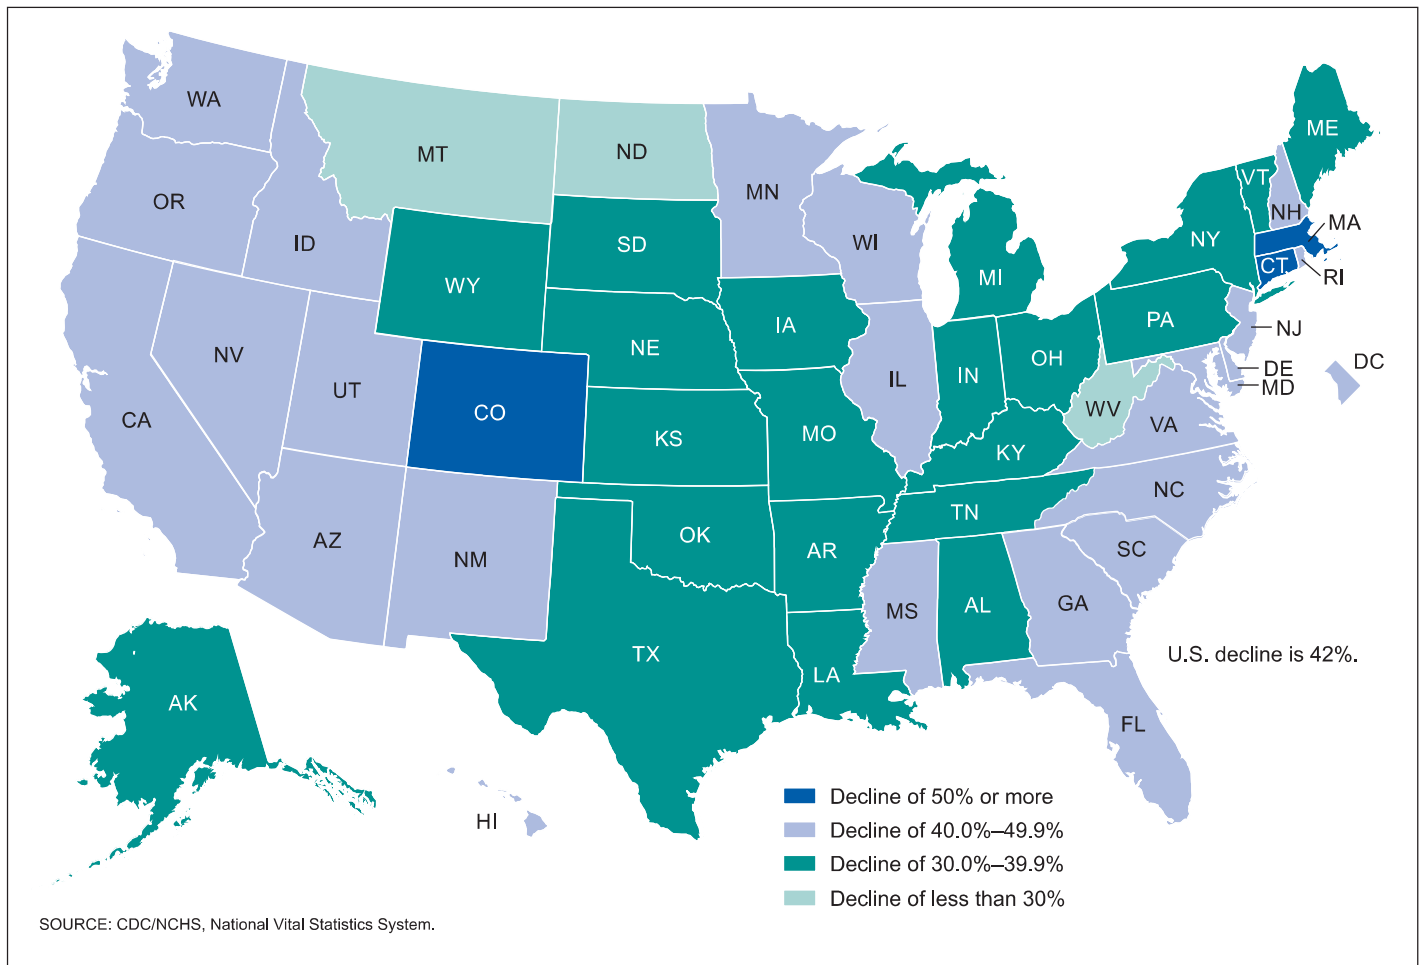 WA
MT
ND
ME
OR
ID
MN
WI
SD
WY
MI
NY
VT
NH
MA
CT
RI
NV
UT
CA
CO
NE
IA
IL
IN
OH
PA
NJ
DE
MD
DC
WV
VA
KS
MO
KY
NC
TN
SC
AZ
NM
OK
AR
MS
AL
GA
TX
LA
FL
U.S. decline is 42%.
AK
HI
Decline of 50% or more
Decline of 40.0%–49.9%
Decline of 30.0%–39.9%
Decline of less than 30%
SOURCE: CDC/NCHS, National Vital Statistics System.